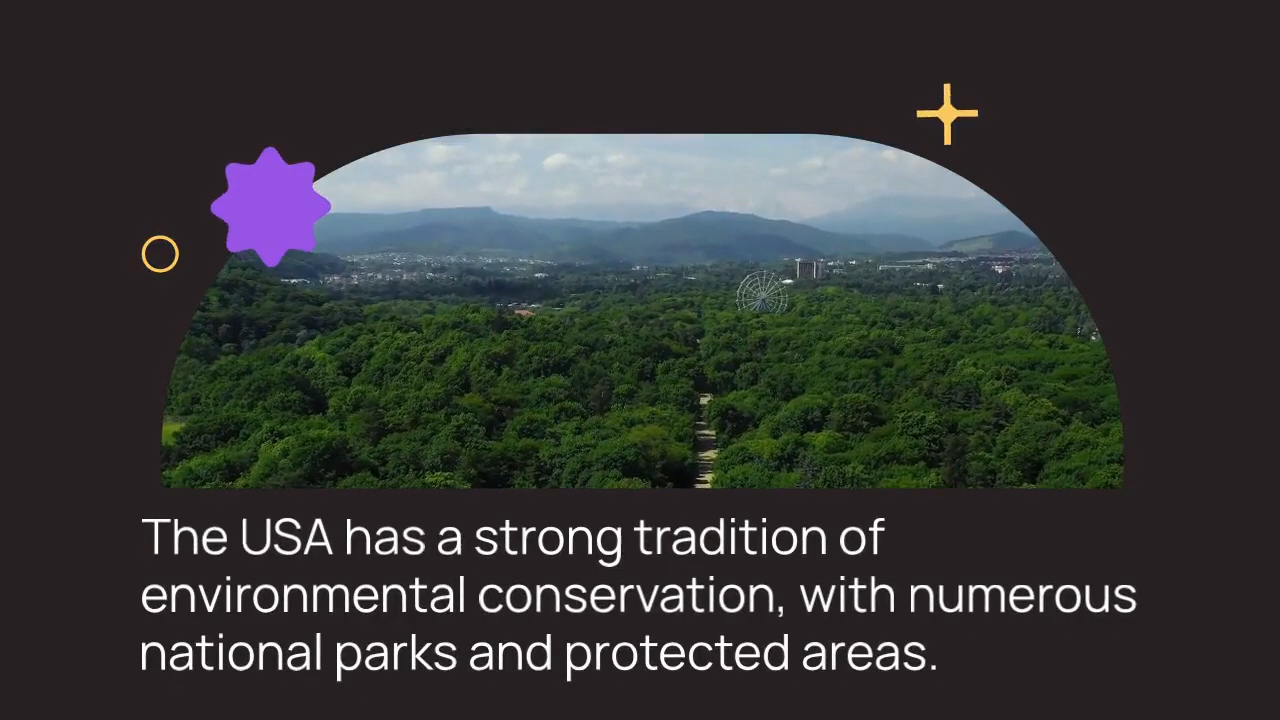 The USA has a strong tradition of
environmental conservation, with numerous
national parks and protected areas.